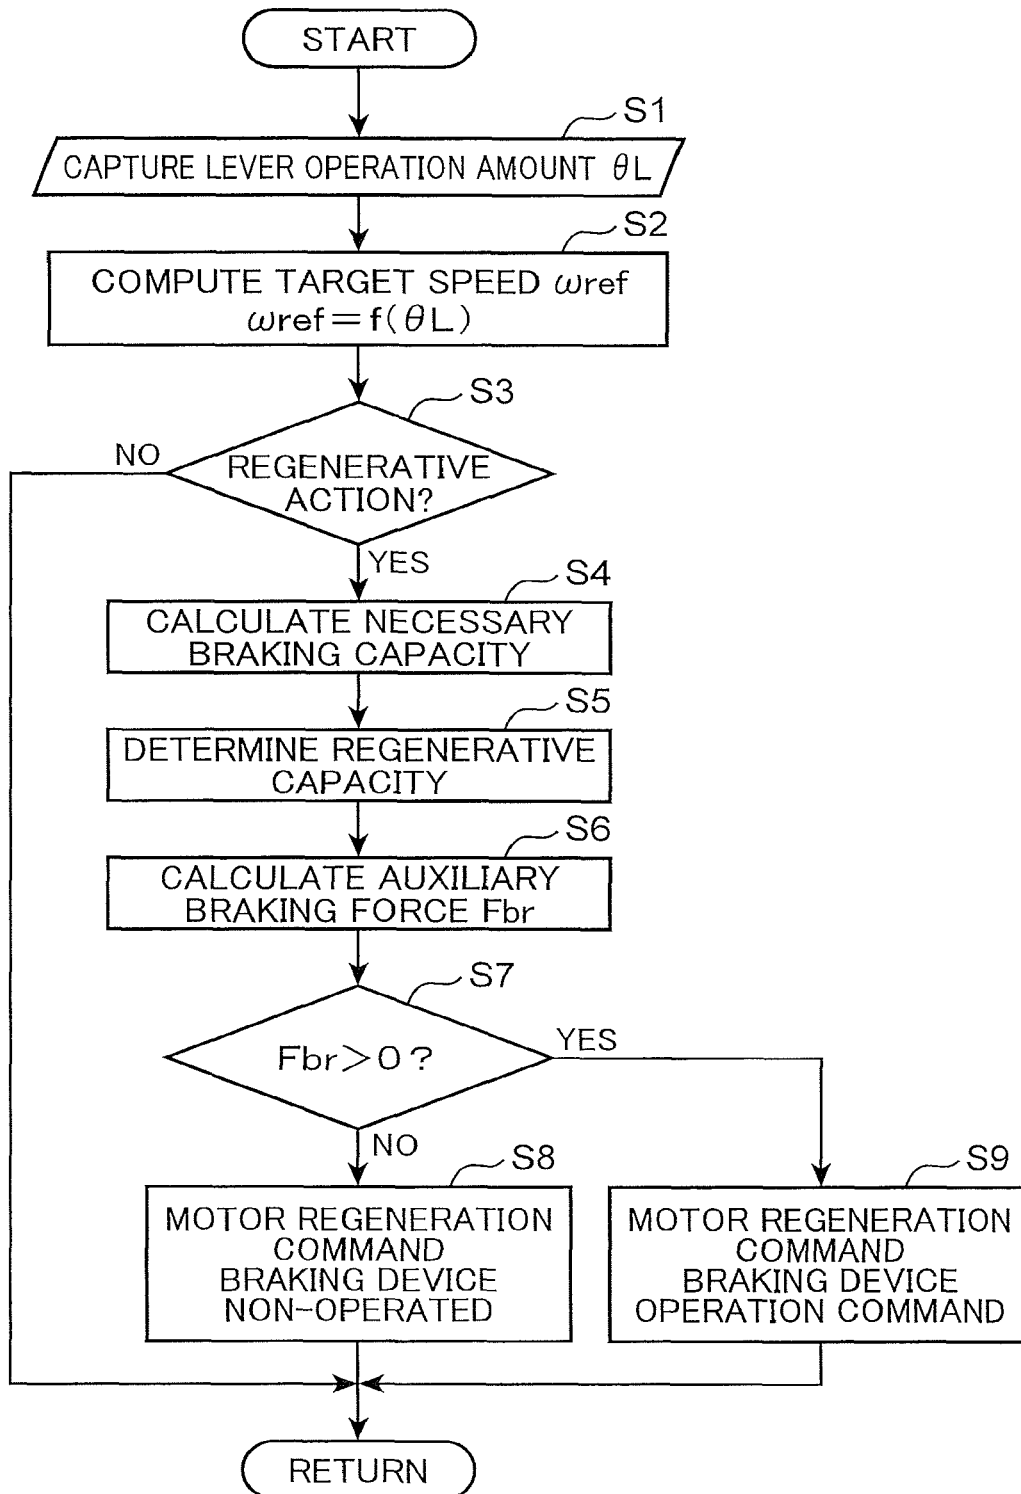 START
S1
CAPTURE LEVER OPERATION AMOUNT θL
S2
COMPUTE TARGET SPEED ωref
ωref=f(θL)
S3
NO
REGENERATIVE
ACTION?
YES
S4
CALCULATE NECESSARY
BRAKING CAPACITY
S5
DETERMINE REGENERATIVE
CAPACITY
S6
CALCULATE AUXILIARY
BRAKING FORCE Fbr
S7
Fbr>0?
YES
NO
S8
MOTOR REGENERATION
COMMAND
BRAKING DEVICE
NON-OPERATED
S9
MOTOR REGENERATION
COMMAND
BRAKING DEVICE
OPERATION COMMAND
RETURN